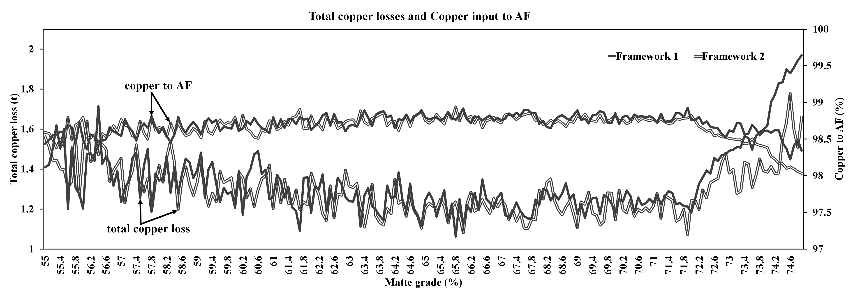 Total copper losses and Copper input to AF
2
1.8
1.6
1.4
1.2
1
Total copper loss (t)
Framework 1
Framework 2
copper to AF
total copper loss
100
99.5
99
98.5
98
97.5
97
Copper to AF (%)
55 55.4 55.8 56.2 56.6 57 57.4 57.8 58.2 58.6 59 59.4 59.8 60.2 60.6 61 61.4 61.8 62.2 62.6 63 63.4 63.8 64.2 64.6 65 65.4 65.8 66.2 66.6 67 67.4 67.8 68.2 68.6 69 69.4 69.8 70.2 70.6 71 71.4 71.8 72.2 72.6 73 73.4 73.8 74.2 74.6
Matte grade (%)